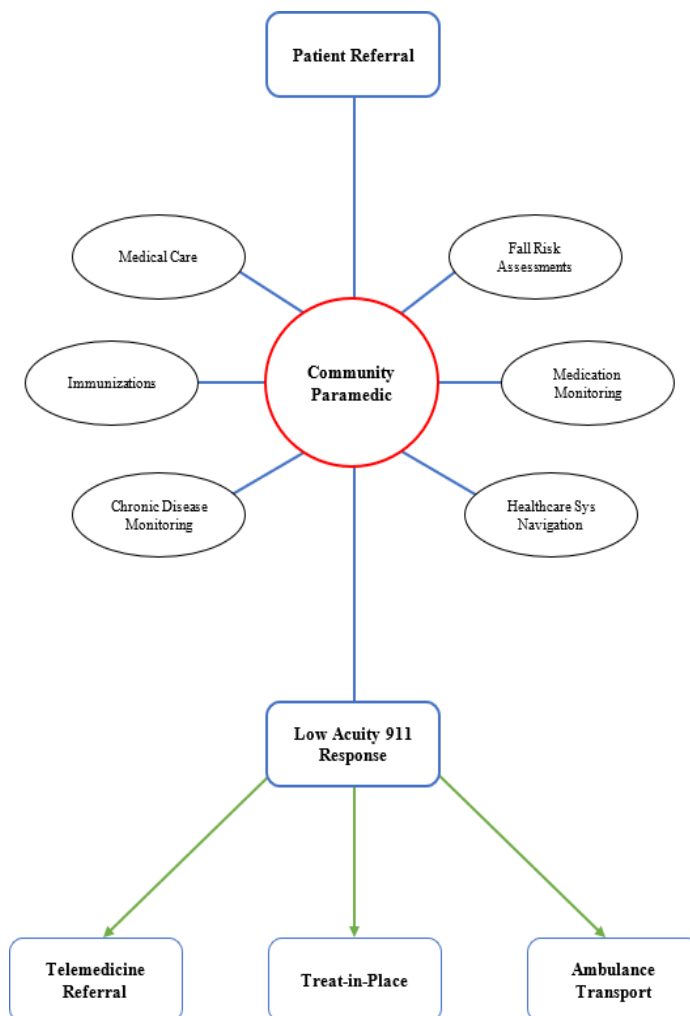 Patient Referral
Medical Care
Fall Risk
Assessments
Community
Paramedic
Immunizations
Medication
Monitoring
Chronic Disease
Monitoring
Healthcare Sys
Navigation
Low Acuity 911
Response
Telemedicine
Referral
Treat-in-Place
Ambulance
Transport